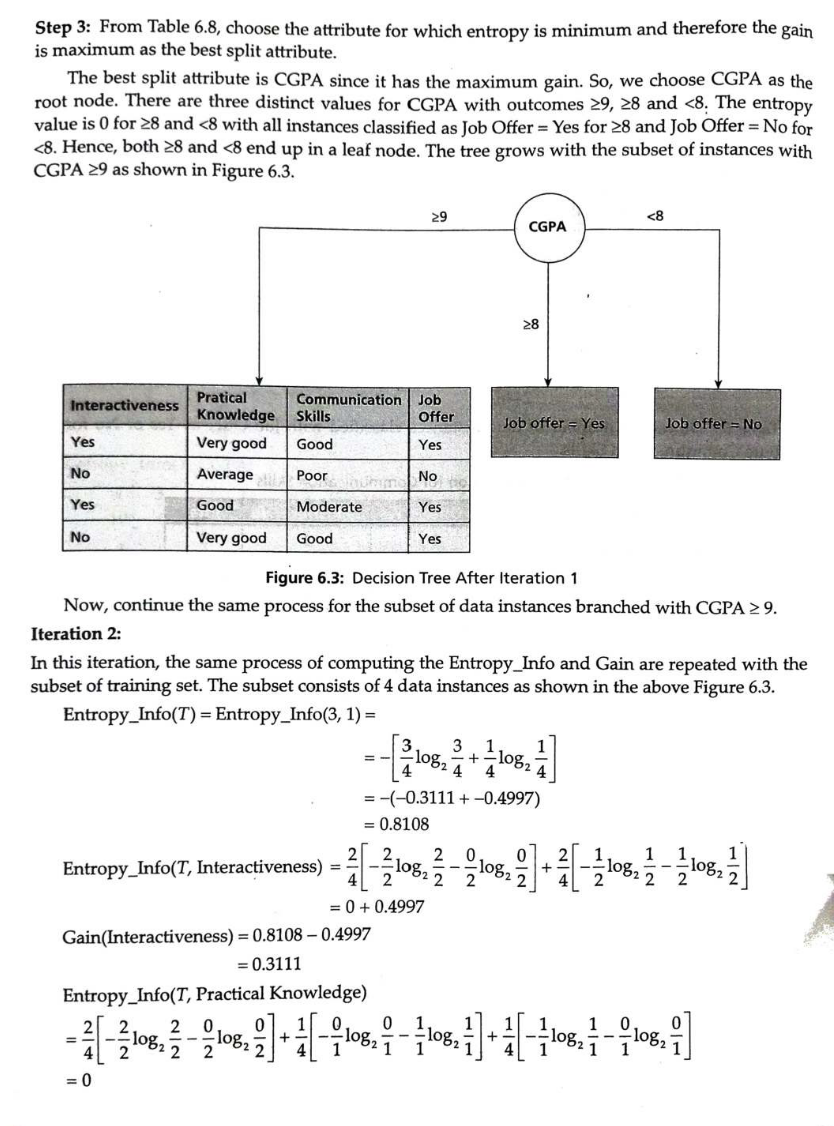 Step 3: From Table 6.8, choose the attribute for which entropy is minimum and therefore the gain
is maximum as the best split attribute.
The best split attribute is CGPA since it has the maximum gain. So, we choose CGPA as the
root node. There are three distinct values for CGPA with outcomes ≥9, ≥8 and <8. The entropy
value is 0 for ≥8 and <8 with all instances classified as Job Offer = Yes for ≥8 and Job Offer = No for
<8. Hence, both ≥8 and <8 end up in a leaf node. The tree grows with the subset of instances with
CGPA ≥9 as shown in Figure 6.3.
≥9 CGPA <8
≥8
Interactiveness Pratical Knowledge Communication Skills Job Offer
Yes Very good Good Yes
No Average Poor No
Yes Good Moderate Yes
No Very good Good Yes
Job offer = Yes
Job offer = No
Figure 6.3: Decision Tree After Iteration 1
Now, continue the same process for the subset of data instances branched with CGPA ≥ 9.
Iteration 2:
In this iteration, the same process of computing the Entropy_Info and Gain are repeated with the
subset of training set. The subset consists of 4 data instances as shown in the above Figure 6.3.
Entropy_Info(T) = Entropy_Info(3, 1) =
= −[3/4 log₂ 3/4 + 1/4 log₂ 1/4]
= −(−0.3111 + −0.4997)
= 0.8108
Entropy_Info(T, Interactiveness) = 2/4[−2/2 log₂ 2/2 − 0/2 log₂ 0/2] + 2/4[−1/2 log₂ 1/2 − 1/2 log₂ 1/2]
= 0 + 0.4997
Gain(Interactiveness) = 0.8108 − 0.4997
= 0.3111
Entropy_Info(T, Practical Knowledge)
= 2/4[−2/2 log₂ 2/2 − 0/2 log₂ 0/2] + 1/4[−0/1 log₂ 0/1 − 1/1 log₂ 1/1] + 1/4[−1/1 log₂ 1/1 − 0/1 log₂ 0/1]
= 0